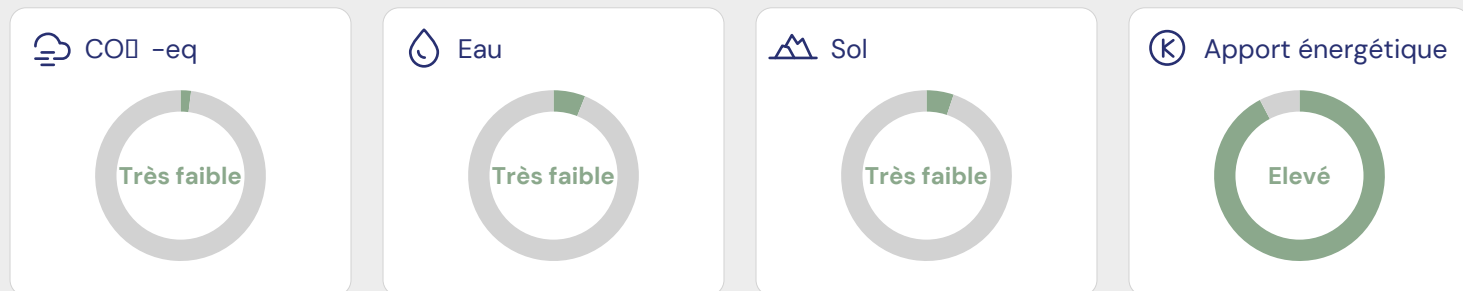 CO▯ -eq
Très faible
Eau
Très faible
Sol
Très faible
Apport énergétique
Elevé